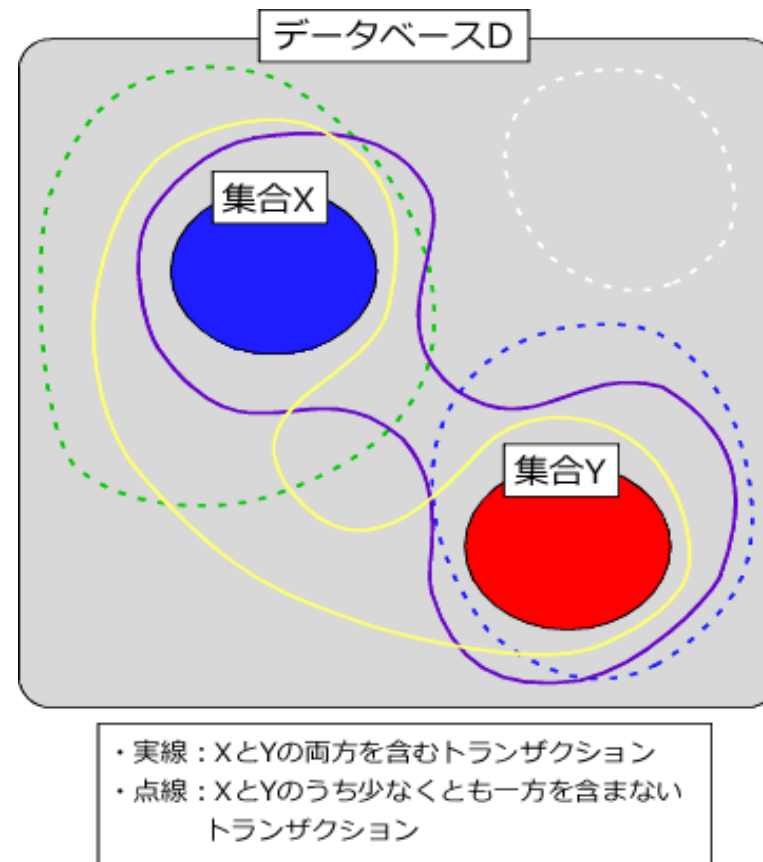 データベースD
集合X
集合Y
・実線：XとYの両方を含むトランザクション
・点線：XとYのうち少なくとも一方を含まない
トランザクション